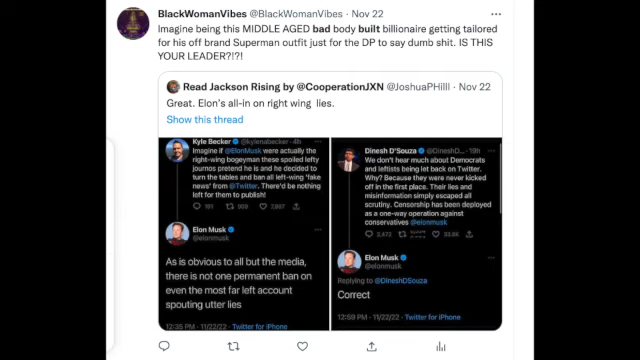 BlackWomanVibes @BlackWomanVibes · Nov 22
Imagine being this MIDDLE AGED bad body built billionaire getting tailored
for his off brand Superman outfit just for the DP to say dumb shit. IS THIS
YOUR LEADER?!?!
Read Jackson Rising by @CooperationJXN @JoshuaPHilll · Nov 22
Great. Elon's all-in on right wing lies.
Show this thread
Kyle Becker @kylenabecker · 4h
Imagine if @ElonMusk were actually the
right-wing bogeyman these spoiled lefty
journos pretend he is and he decided to
turn the tables and ban all left-wing 'fake
news' from @Twitter. There'd be nothing
left for them to publish!
191 909 7,997
Elon Musk
@elonmusk
As is obvious to all but the media,
there is not one permanent ban on
even the most far left account
spouting utter lies
12:35 PM · 11/22/22 · Twitter for iPhone
Dinesh D'Souza @DineshD... · 19h
We don't hear much about Democrats
and leftists being let back on Twitter.
Why? Because they were never kicked
off in the first place. Their lies and
misinformation simply escaped all
scrutiny. Censorship has been deployed
as a one-way operation against
conservatives @elonmusk
Elon Musk
@elonmusk
Replying to @DineshDSouza
Correct
12:59 PM · 11/22/22 · Twitter for iPhone